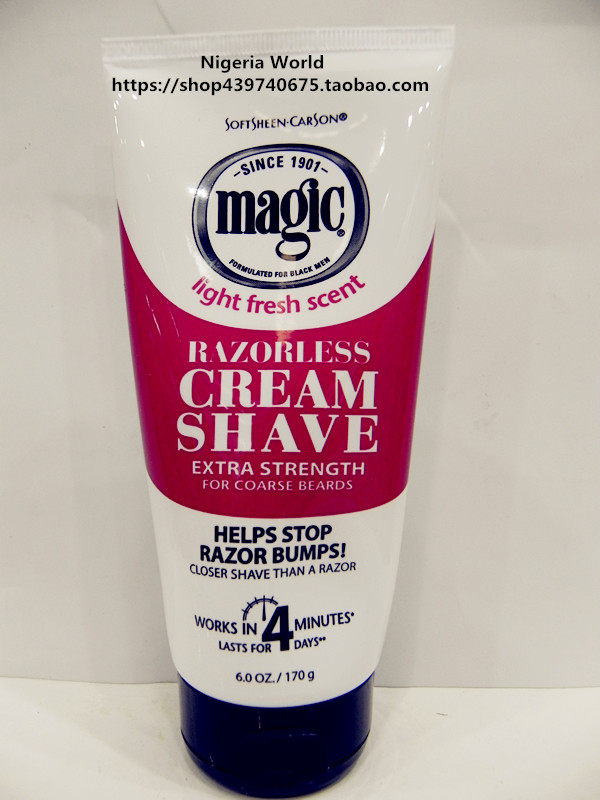 Nigeria World
https://shop439740675.taobao.com
SOFTSHEEN-CARSON®
–SINCE 1901–
magic®
FORMULATED FOR BLACK MEN
light fresh scent
RAZORLESS
CREAM
SHAVE
EXTRA STRENGTH
FOR COARSE BEARDS
HELPS STOP
RAZOR BUMPS!
CLOSER SHAVE THAN A RAZOR
WORKS IN 4 MINUTES*
LASTS FOR 4 DAYS**
6.0 OZ./170 g